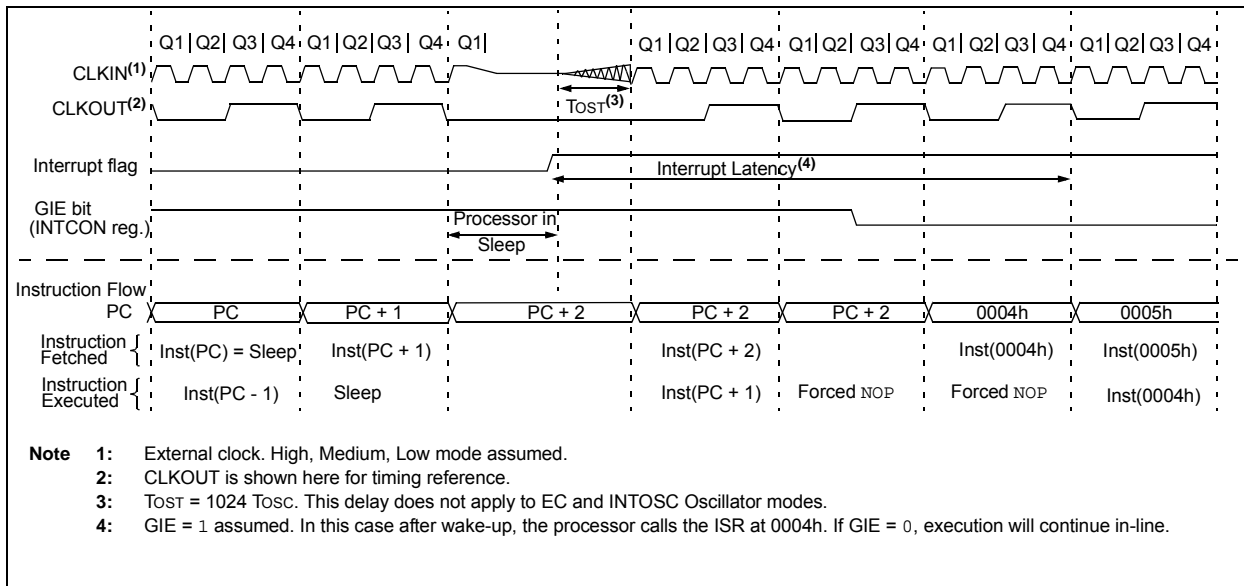 Q1 Q2 Q3 Q4 Q1 Q2 Q3 Q4 Q1 Q1 Q2 Q3 Q4 Q1 Q2 Q3 Q4 Q1 Q2 Q3 Q4 Q1 Q2 Q3 Q4
CLKIN(1)
CLKOUT(2)
TOST(3)
Interrupt flag
Interrupt Latency(4)
GIE bit
(INTCON reg.)
Processor in
Sleep
Instruction Flow
PC PC PC + 1 PC + 2 PC + 2 PC + 2 0004h 0005h
Instruction
Fetched
Inst(PC) = Sleep Inst(PC + 1) Inst(PC + 2) Inst(0004h) Inst(0005h)
Instruction
Executed
Inst(PC - 1) Sleep Inst(PC + 1) Forced NOP Forced NOP Inst(0004h)
Note 1: External clock. High, Medium, Low mode assumed.
2: CLKOUT is shown here for timing reference.
3: TOST = 1024 TOSC. This delay does not apply to EC and INTOSC Oscillator modes.
4: GIE = 1 assumed. In this case after wake-up, the processor calls the ISR at 0004h. If GIE = 0, execution will continue in-line.